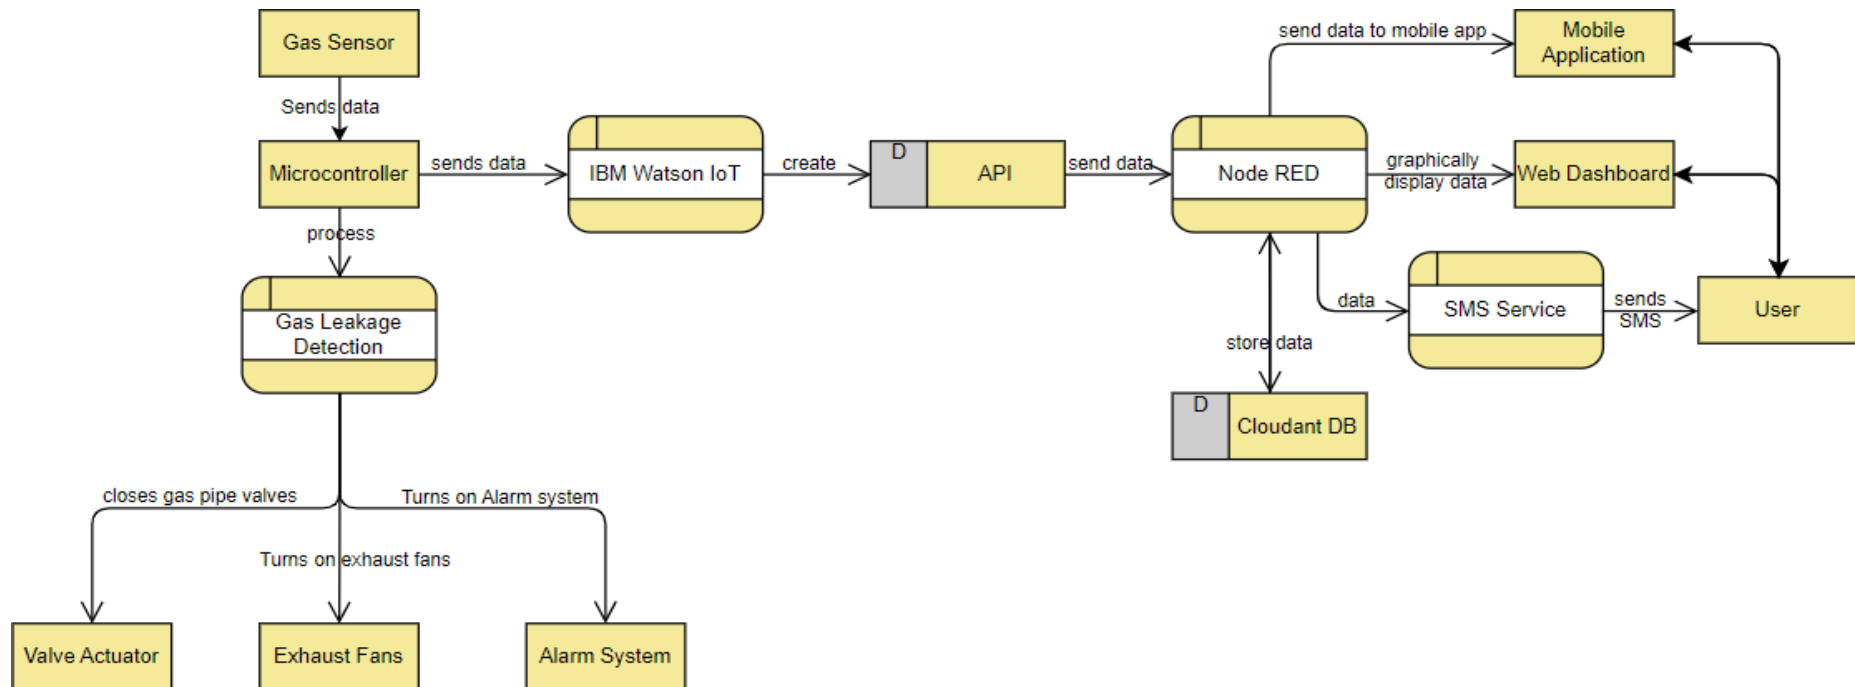 Gas Sensor
send data to mobile app
Mobile
Application
Sends data
Microcontroller
sends data
IBM Watson IoT
create
D
API
send data
Node RED
graphically
display data
Web Dashboard
process
Gas Leakage
Detection
data
SMS Service
sends
SMS
User
store data
D
Cloudant DB
closes gas pipe valves
Turns on Alarm system
Turns on exhaust fans
Valve Actuator
Exhaust Fans
Alarm System